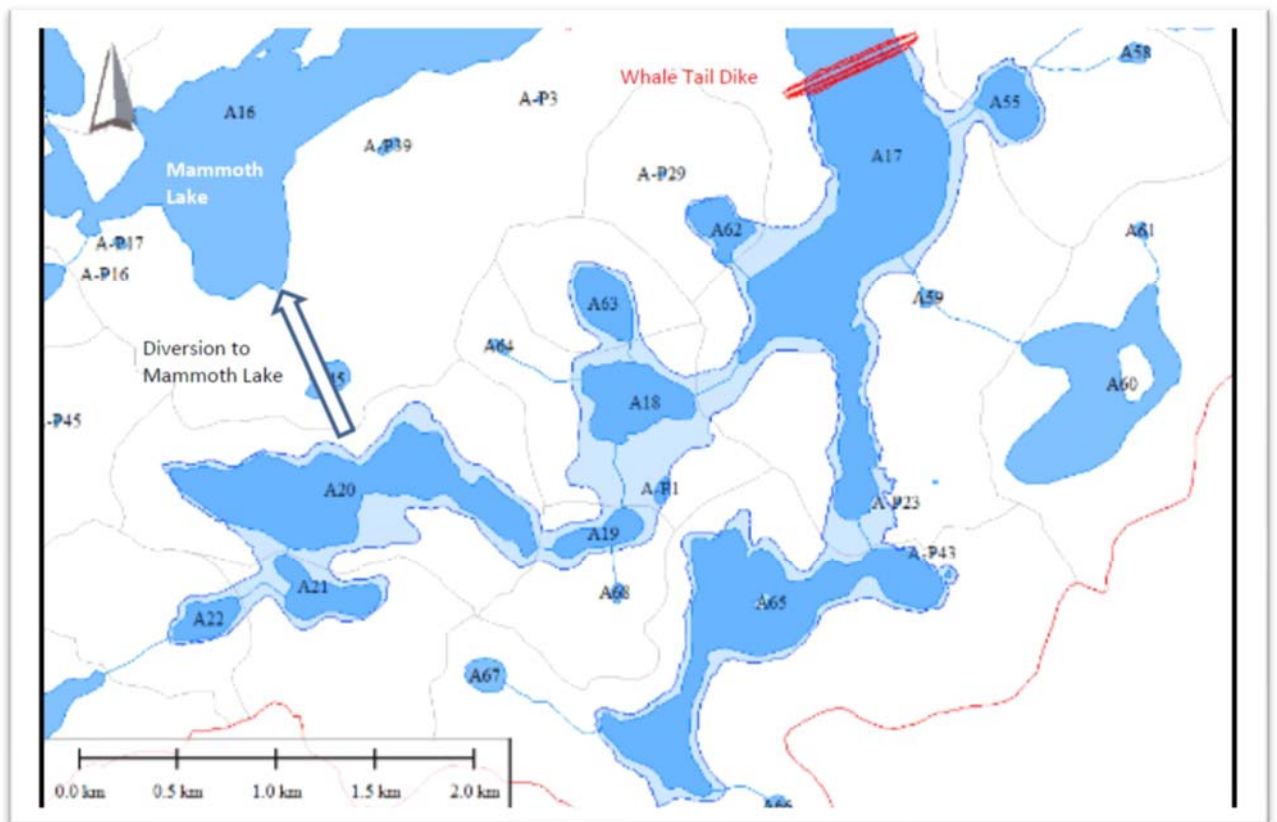 A58
Whale Tail Dike
A-P3
A55
A16
A-P39
A17
Mammoth
Lake
A-P29
A62
A61
A-P17
A-P16
A59
A63
Diversion to
Mammoth Lake
A64
A60
A18
-P45
A20
A-P1
A-P23
A19
A-P43
A21
A68
A65
A22
A67
A66
0.0 km 0.5 km 1.0 km 1.5 km 2.0 km